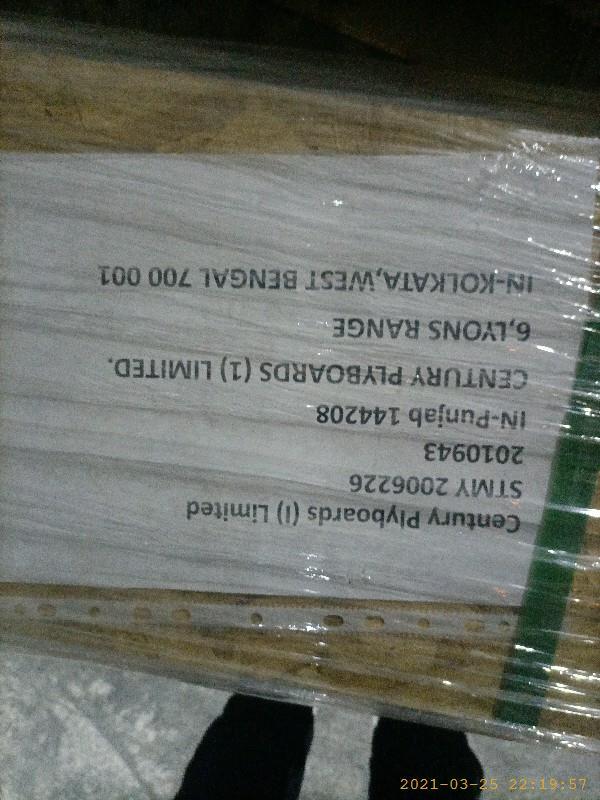 Century Plyboards (I) Limited
STMY 2006226
2010943
IN-Punjab 144208
CENTURY PLYBOARDS (1) LIMITED.
6,LYONS RANGE
IN-KOLKATA,WEST BENGAL 700 001
2021-03-25 22:19:57